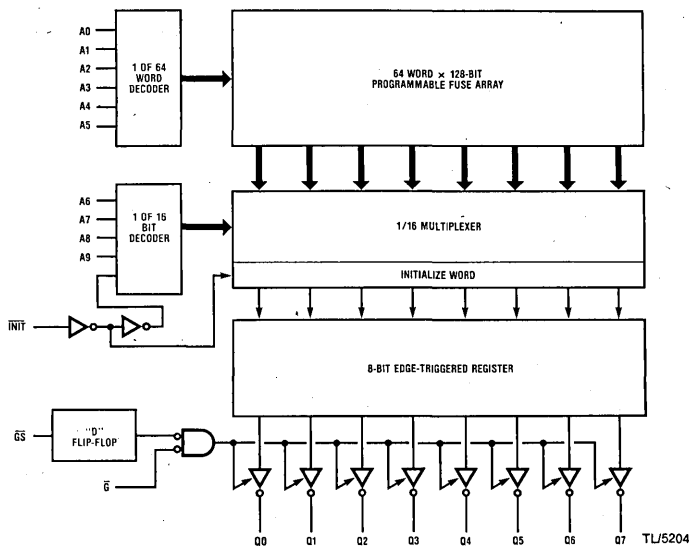 A0
A1
A2
A3
A4
A5
1 OF 64
WORD
DECODER
64 WORD × 128-BIT
PROGRAMMABLE FUSE ARRAY
A6
A7
A8
A9
1 OF 16
BIT
DECODER
1/16 MULTIPLEXER
INITIALIZE WORD
INIT
8-BIT EDGE-TRIGGERED REGISTER
GS
"D"
FLIP-FLOP
G
Q0 Q1 Q2 Q3 Q4 Q5 Q6 Q7 TL/5204